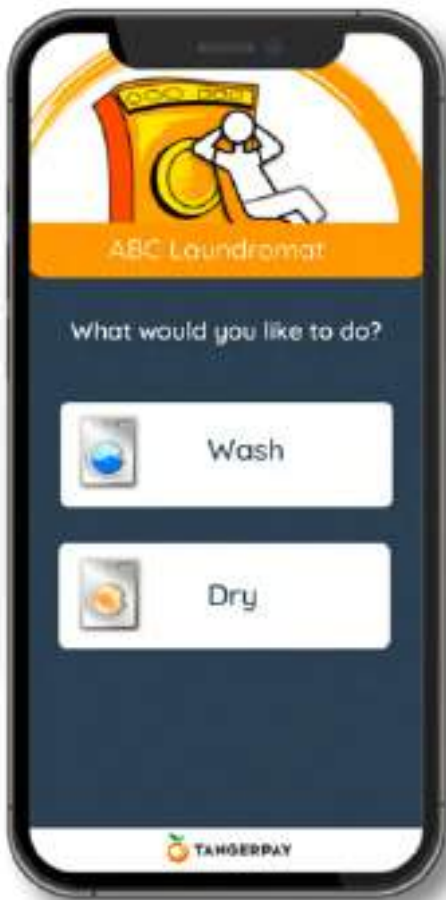 ABC Laundromat
What would you like to do?
Wash
Dry
TANGERPAY